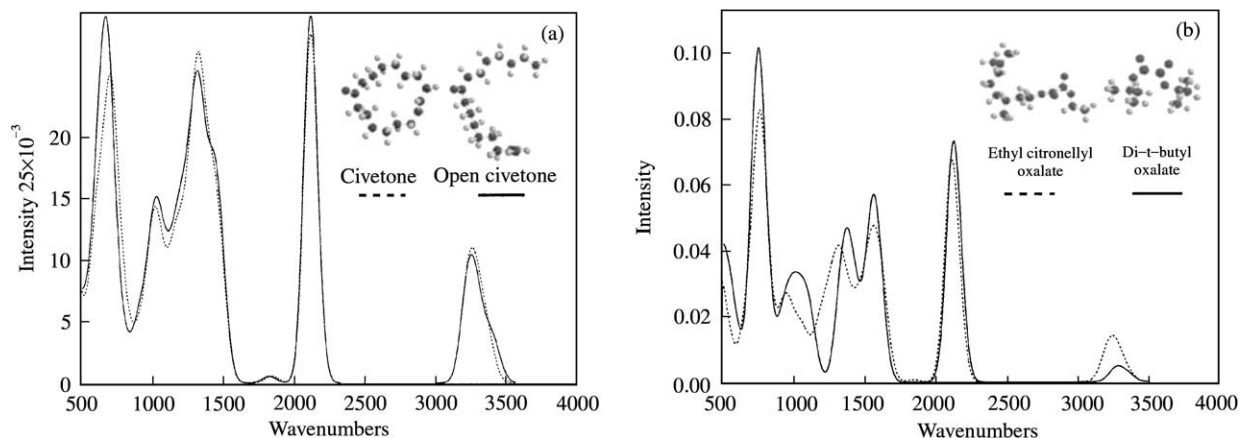 (a)
Intensity 25×10⁻³
20
15
10
5
0
500 1000 1500 2000 2500 3000 3500 4000
Wavenumbers
Civetone Open civetone
(b)
Intensity
0.10
0.08
0.06
0.04
0.02
0.00
500 1000 1500 2000 2500 3000 3500 4000
Wavenumbers
Ethyl citronellyl
oxalate
Di–t–butyl
oxalate